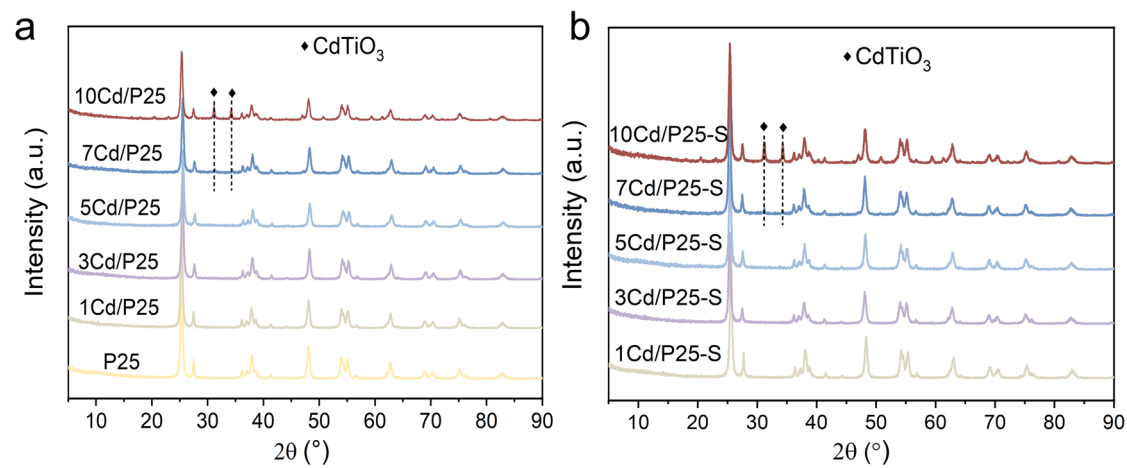 a
Intensity (a.u.)
♦CdTiO3
10Cd/P25
7Cd/P25
5Cd/P25
3Cd/P25
1Cd/P25
P25
10 20 30 40 50 60 70 80 90
2θ (°)
b
Intensity (a.u.)
♦CdTiO3
10Cd/P25-S
7Cd/P25-S
5Cd/P25-S
3Cd/P25-S
1Cd/P25-S
10 20 30 40 50 60 70 80 90
2θ (°)